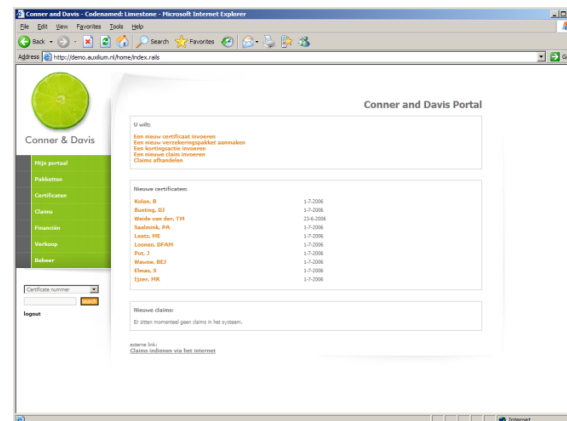 Conner and Davis - Codenamed: Limestone - Microsoft Internet Explorer
File Edit View Favorites Tools Help
Back Search Favorites
Address http://demo.auxilium.nl/home/index.rails
Conner & Davis
Mijn portaal
Pakketten
Certificaten
Claims
Financiën
Verkoop
Beheer
Certificate nummer
search
logout
Conner and Davis Portal
U wilt:
Een nieuw certificaat invoeren
Een nieuw verzekeringspakket aanmaken
Een kortingsactie invoeren
Een nieuwe claim invoeren
Claims afhandelen
Nieuwe certificaten:
Kolen, B 1-7-2006
Bunting, BJ 1-7-2006
Weide van der, TM 23-6-2006
Saalmink, PA 1-7-2006
Loots, ME 1-7-2006
Loonen, BFAM 1-7-2006
Pot, J 1-7-2006
1-7-2006
Elman, S 1-7-2006
1-7-2006
Nieuwe claims
Er zitten momenteel geen claims in het systeem.
externe link:
Claims indienen via het internet
Internet